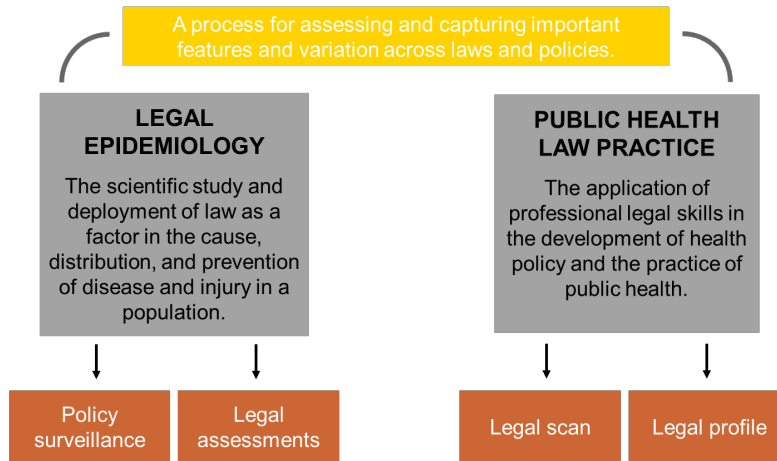 A process for assessing and capturing important
features and variation across laws and policies.
LEGAL
EPIDEMIOLOGY
The scientific study and
deployment of law as a
factor in the cause,
distribution, and prevention
of disease and injury in a
population.
PUBLIC HEALTH
LAW PRACTICE
The application of
professional legal skills in
the development of health
policy and the practice of
public health.
Policy
surveillance
Legal
assessments
Legal scan
Legal profile